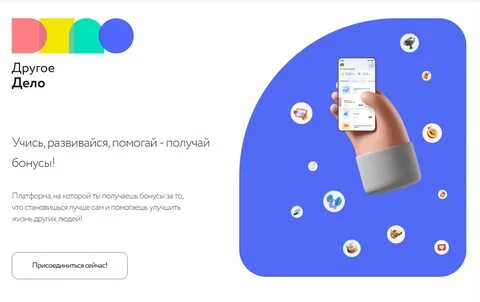 Другое
Дело
Учись, развивайся, помогай - получай
бонусы!
Платформа, на которой ты получаешь бонусы за то,
что становишься лучше сам и помогаешь улучшить
жизнь других людей!
Присоединиться сейчас!